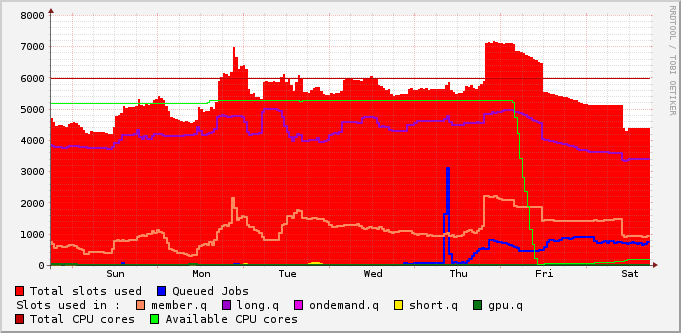 8000
7000
6000
5000
4000
3000
2000
1000
0
Sun Mon Tue Wed Thu Fri Sat
RRDTOOL / TOBI OETIKER
Total slots used Queued Jobs
Slots used in : member.q long.q ondemand.q short.q gpu.q
Total CPU cores Available CPU cores